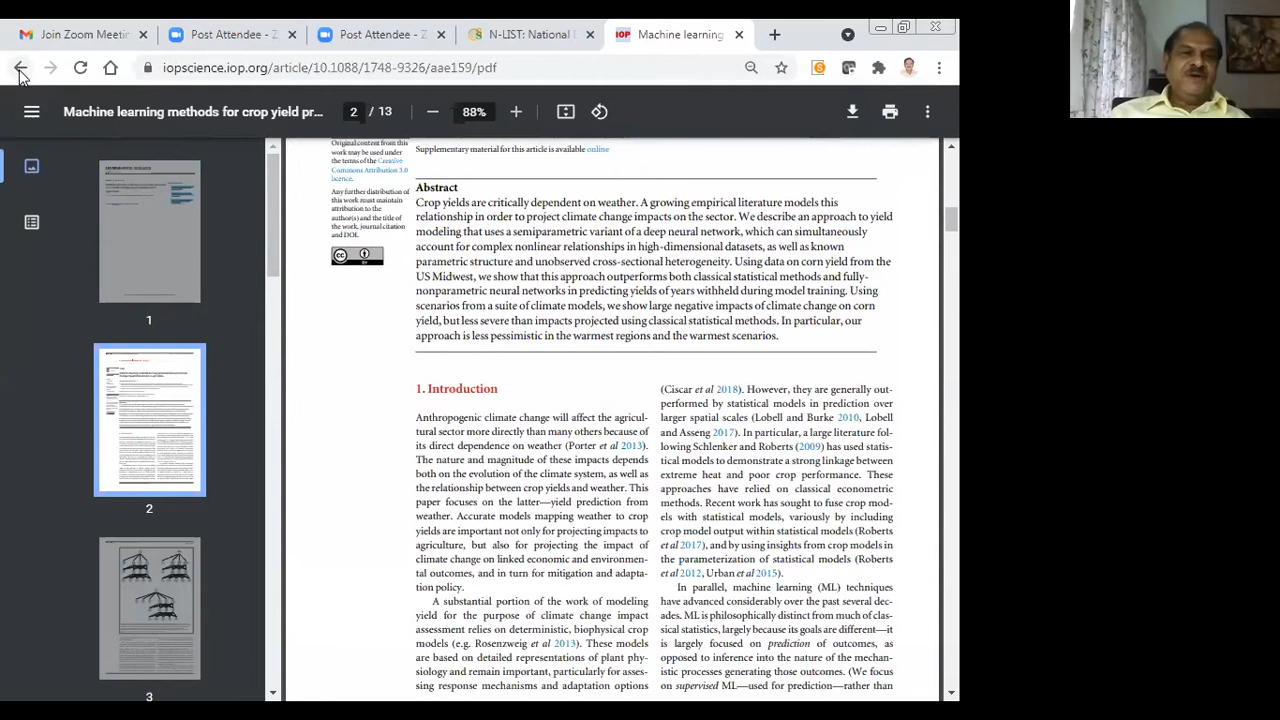 Join Zoom Meetin
Post Attendee - Z
Post Attendee - Z
N-LIST: National E
IOP
Machine learning
iopscience.iop.org/article/10.1088/1748-9326/aae159/pdf
Machine learning methods for crop yield pr...
2 / 13
88%
1
2
3
Original content from this
work may be used
under the terms of the Creative
Commons Attribution 3.0
licence.
Any further distribution of
this work must maintain
attribution to the
author(s) and the title of
the work, journal citation
and DOI.
Supplementary material for this article is available online
Abstract
Crop yields are critically dependent on weather. A growing empirical literature models this
relationship in order to project climate change impacts on the sector. We describe an approach to yield
modeling that uses a semiparametric variant of a deep neural network, which can simultaneously
account for complex nonlinear relationships in high-dimensional datasets, as well as known
parametric structure and unobserved cross-sectional heterogeneity. Using data on corn yield from the
US Midwest, we show that this approach outperforms both classical statistical methods and fully-
nonparametric neural networks in predicting yields of years withheld during model training. Using
scenarios from a suite of climate models, we show large negative impacts of climate change on corn
yield, but less severe than impacts projected using classical statistical methods. In particular, our
approach is less pessimistic in the warmest regions and the warmest scenarios.
1. Introduction
Anthropogenic climate change will affect the agricul-
tural sector more directly than many others because of
its direct dependence on weather (Porter et al 2013).
The nature and magnitude of these impacts depends
both on the evolution of the climate system, as well as
the relationship between crop yields and weather. This
paper focuses on the latter—yield prediction from
weather. Accurate models mapping weather to crop
yields are important not only for projecting impacts to
agriculture, but also for projecting the impact of
climate change on linked economic and environmen-
tal outcomes, and in turn for mitigation and adapta-
tion policy.
A substantial portion of the work of modeling
yield for the purpose of climate change impact
assessment relies on deterministic, biophysical crop
models (e.g. Rosenzweig et al 2013). These models
are based on detailed representations of plant phy-
siology and remain important, particularly for asses-
sing response mechanisms and adaptation options
(Ciscar et al 2018). However, they are generally out-
performed by statistical models in prediction over
larger spatial scales (Lobell and Burke 2010, Lobell
and Asseng 2017). In particular, a large literature fol-
lowing Schlenker and Roberts (2009) has used statis-
tical models to demonstrate a strong linkage between
extreme heat and poor crop performance. These
approaches have relied on classical econometric
methods. Recent work has sought to fuse crop mod-
els with statistical models, variously by including
crop model output within statistical models (Roberts
et al 2017), and by using insights from crop models in
the parameterization of statistical models (Roberts
et al 2012, Urban et al 2015).
In parallel, machine learning (ML) techniques
have advanced considerably over the past several dec-
ades. ML is philosophically distinct from much of clas-
sical statistics, largely because its goals are different—it
is largely focused on prediction of outcomes, as
opposed to inference into the nature of the mechan-
istic processes generating those outcomes. (We focus
on supervised ML—used for prediction—rather than